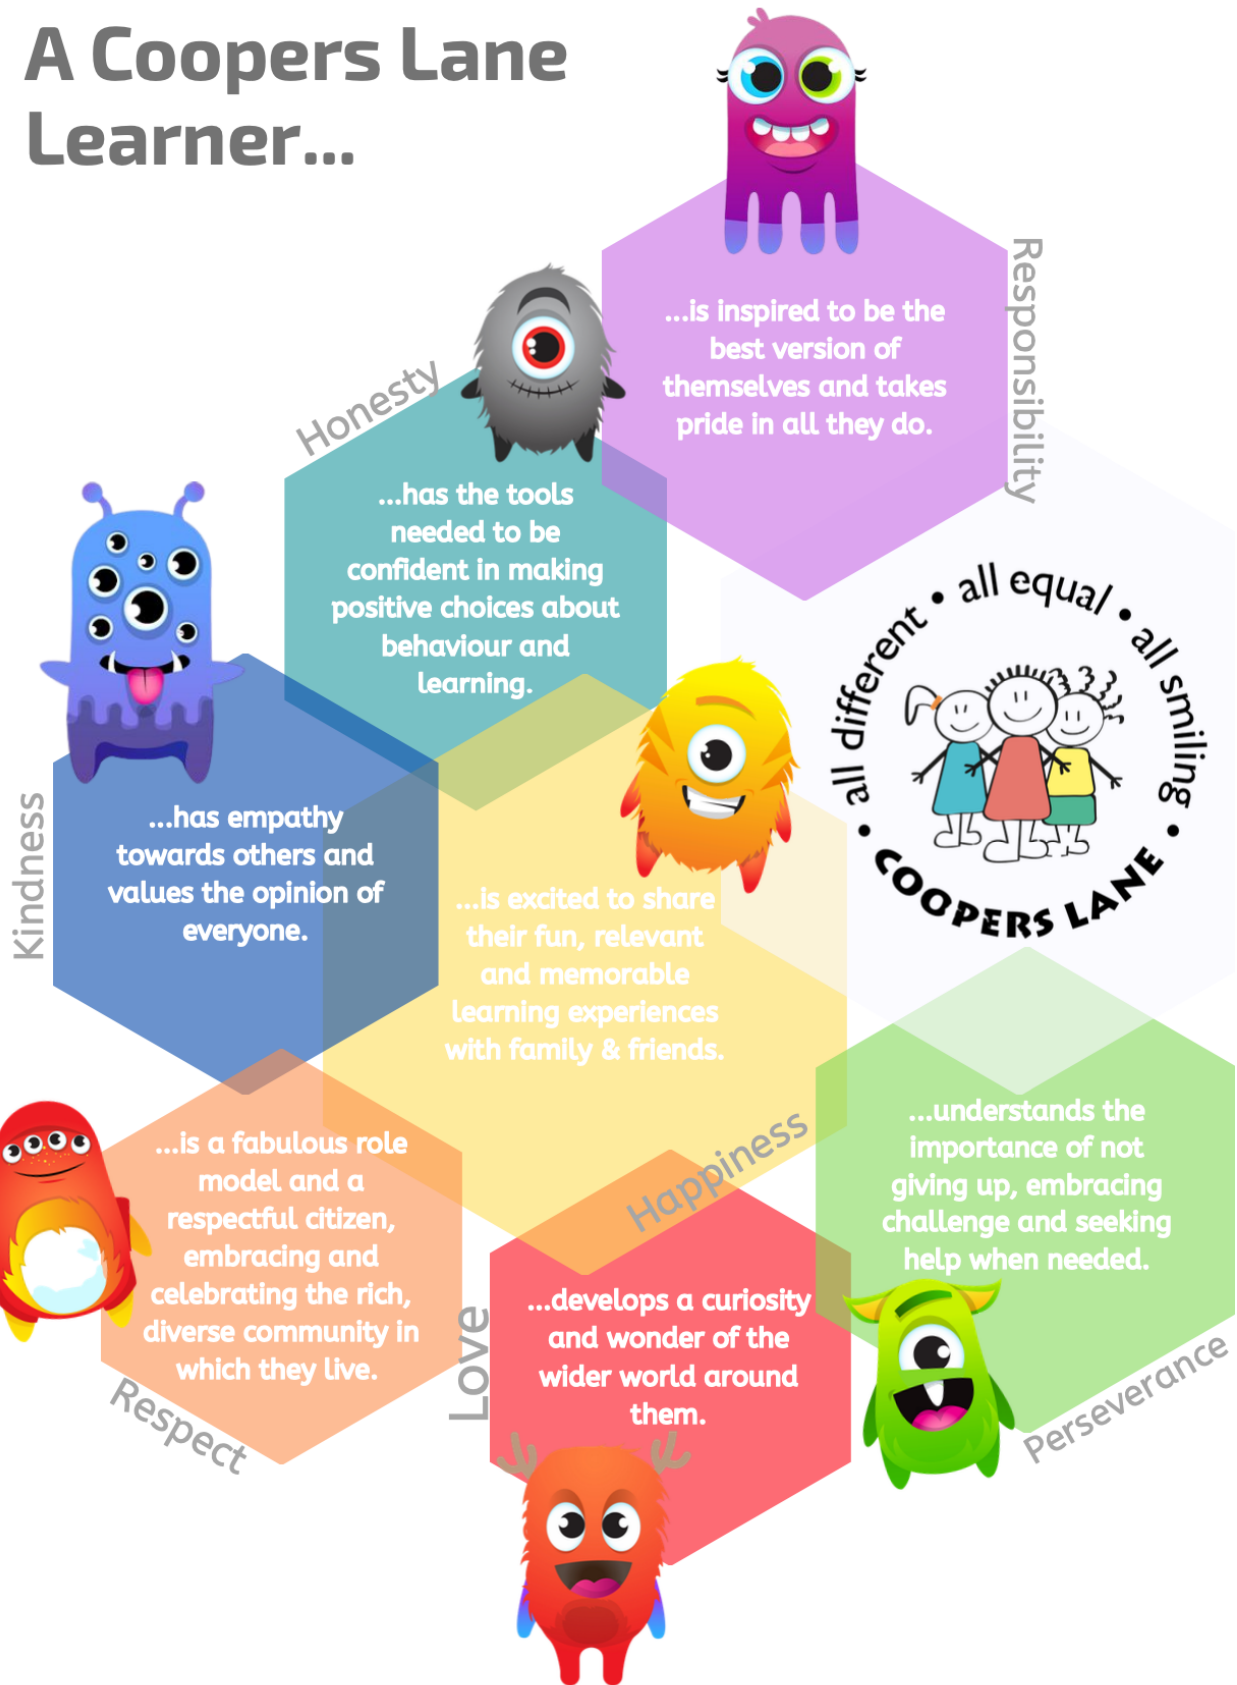 A Coopers Lane
Learner...
Responsibility
...is inspired to be the
best version of
themselves and takes
pride in all they do.
Honesty
...has the tools
needed to be
confident in making
positive choices about
behaviour and
learning.
• all different • all equal • all smiling •
COOPERS LANE
Kindness
...has empathy
towards others and
values the opinion of
everyone.
...is excited to share
their fun, relevant
and memorable
learning experiences
with family & friends.
Happiness
...understands the
importance of not
giving up, embracing
challenge and seeking
help when needed.
Perseverance
...is a fabulous role
model and a
respectful citizen,
embracing and
celebrating the rich,
diverse community in
which they live.
Respect
Love
...develops a curiosity
and wonder of the
wider world around
them.